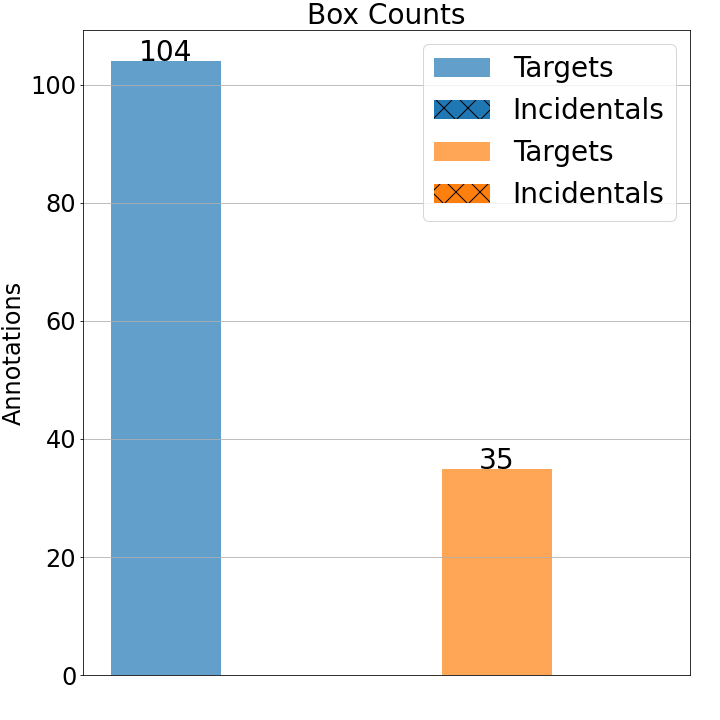 Box Counts
104
35
Targets
Incidentals
Targets
Incidentals
Annotations
100
80
60
40
20
0